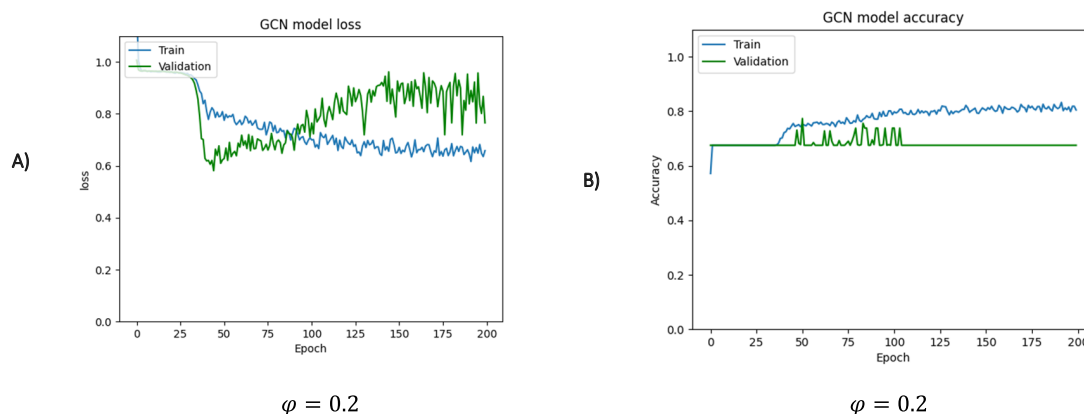 A)
GCN model loss
Train
Validation
loss
1.0
0.8
0.6
0.4
0.2
0.0
0 25 50 75 100 125 150 175 200
Epoch
φ = 0.2
B)
GCN model accuracy
Train
Validation
Accuracy
1.0
0.8
0.6
0.4
0.2
0.0
0 25 50 75 100 125 150 175 200
Epoch
φ = 0.2